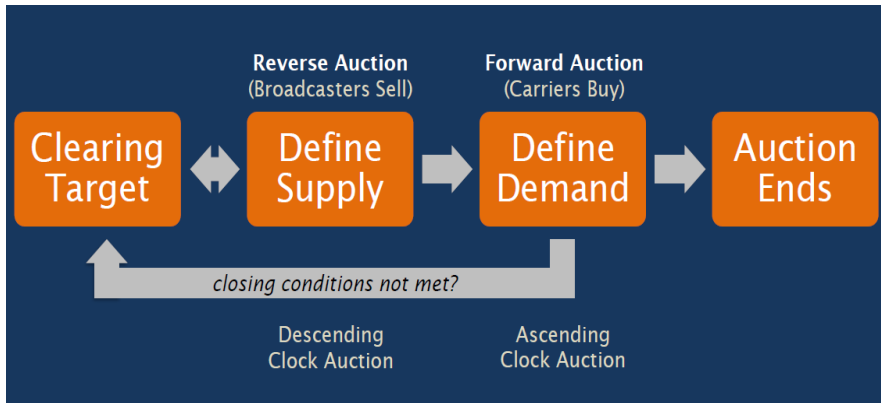 Reverse Auction
(Broadcasters Sell)
Forward Auction
(Carriers Buy)
Clearing
Target
Define
Supply
Define
Demand
Auction
Ends
closing conditions not met?
Descending
Clock Auction
Ascending
Clock Auction